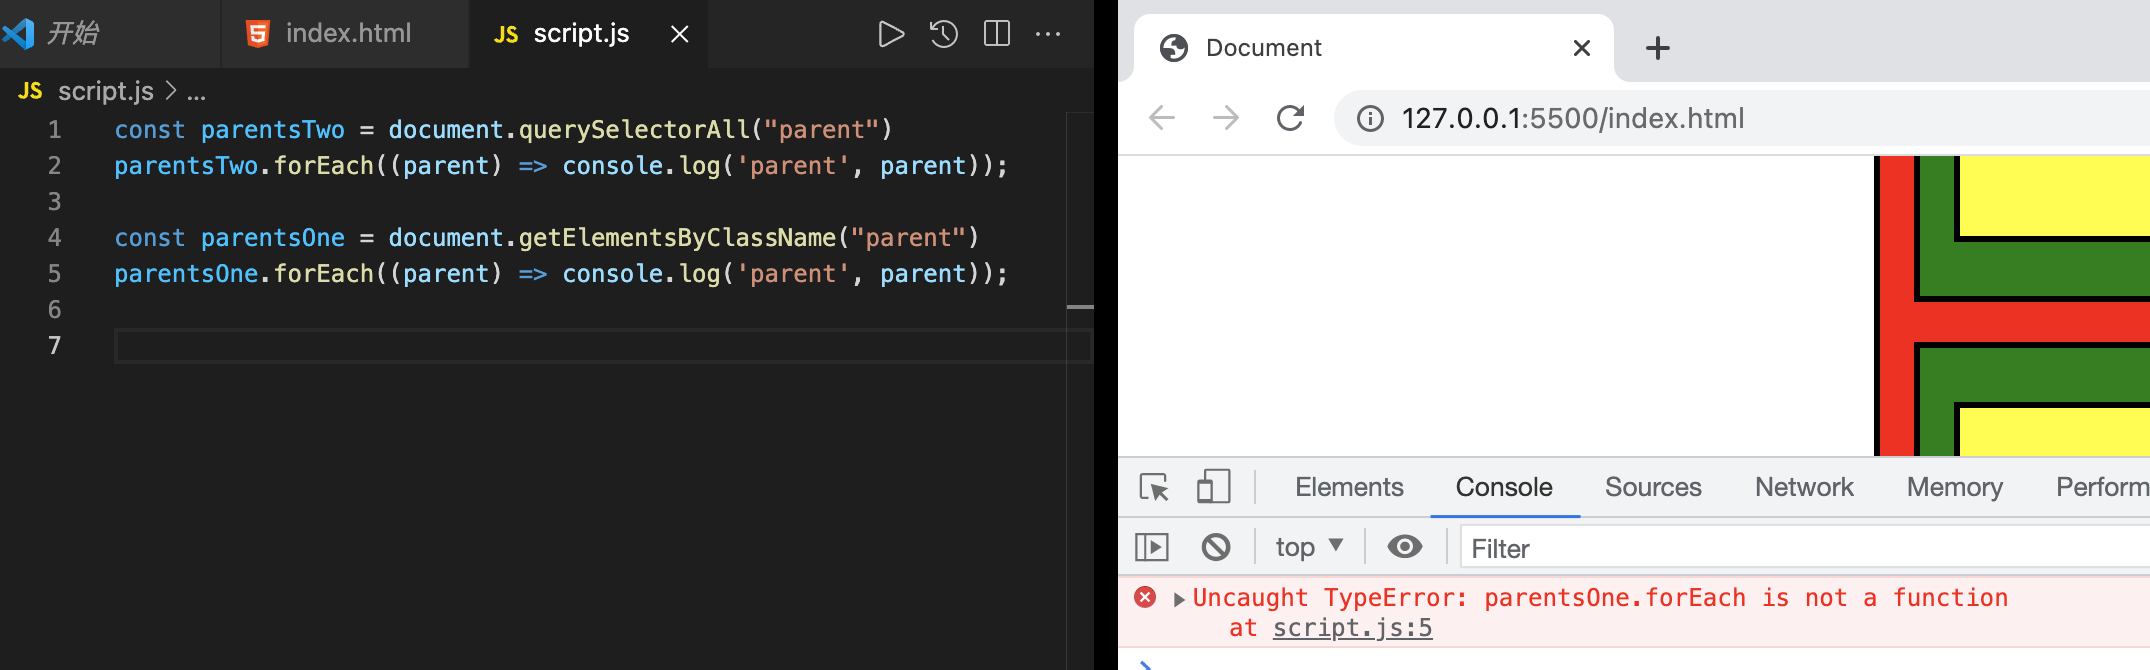 开始
index.html
JS script.js
JS script.js > ...
1 const parentsTwo = document.querySelectorAll("parent")
2 parentsTwo.forEach((parent) => console.log('parent', parent));
3
4 const parentsOne = document.getElementsByClassName("parent")
5 parentsOne.forEach((parent) => console.log('parent', parent));
6
7
Document
127.0.0.1:5500/index.html
Elements Console Sources Network Memory Perform
top Filter
Uncaught TypeError: parentsOne.forEach is not a function
at script.js:5